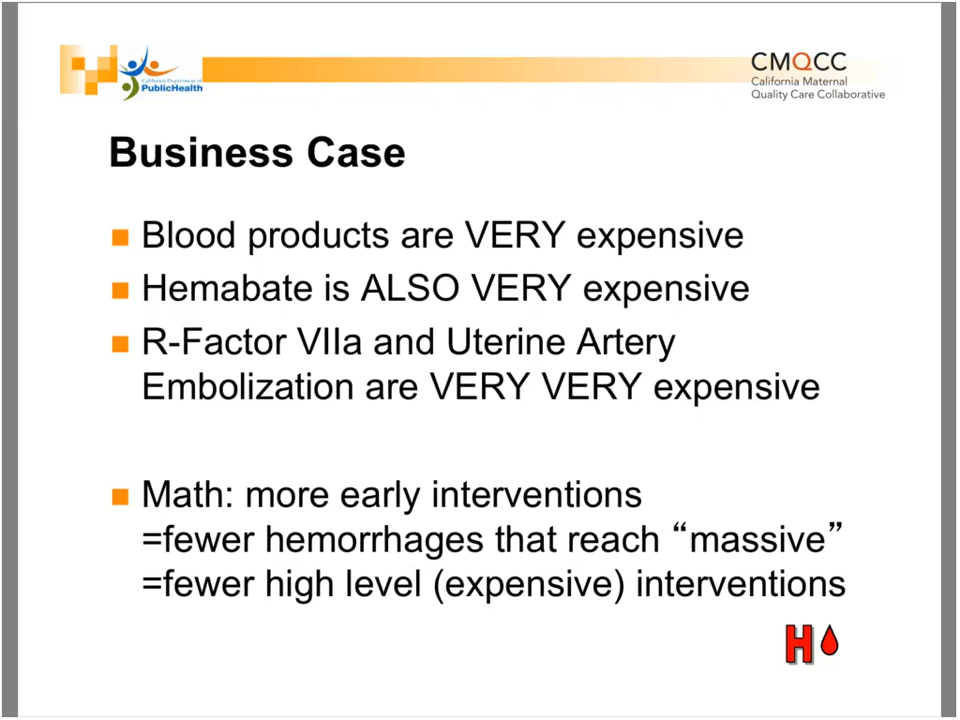 California Department of
PublicHealth
CMQCC
California Maternal
Quality Care Collaborative
Business Case
Blood products are VERY expensive
Hemabate is ALSO VERY expensive
R-Factor VIIa and Uterine Artery
Embolization are VERY VERY expensive
Math: more early interventions
=fewer hemorrhages that reach “massive”
=fewer high level (expensive) interventions
H